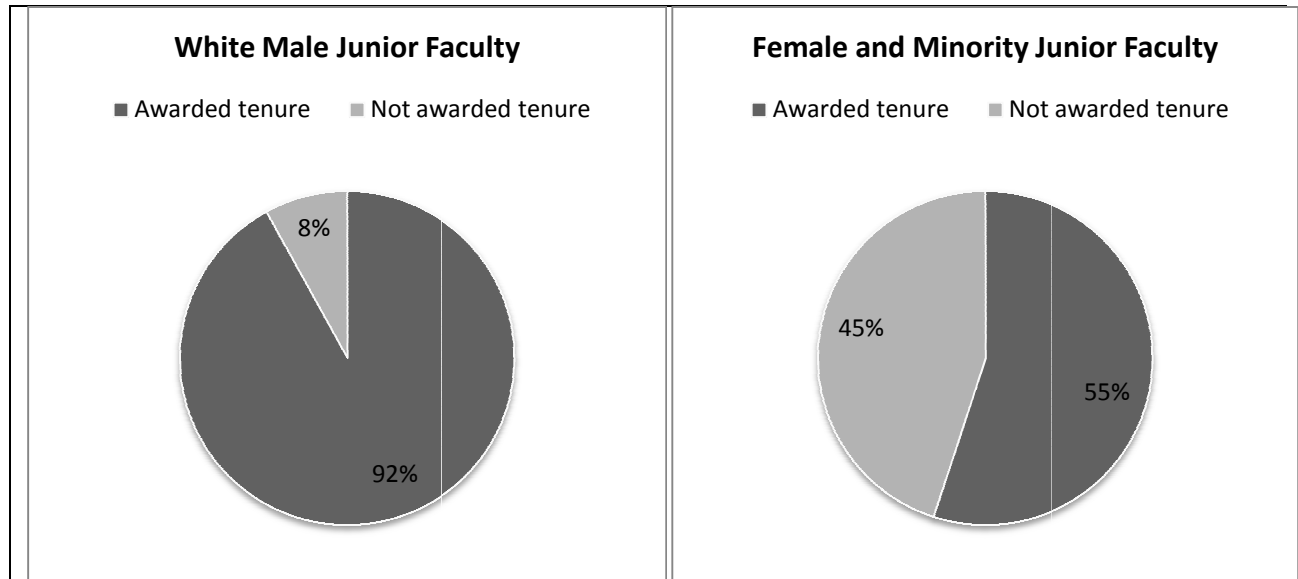 White Male Junior Faculty
Awarded tenure Not awarded tenure
8%
92%
Female and Minority Junior Faculty
Awarded tenure Not awarded tenure
45%
55%